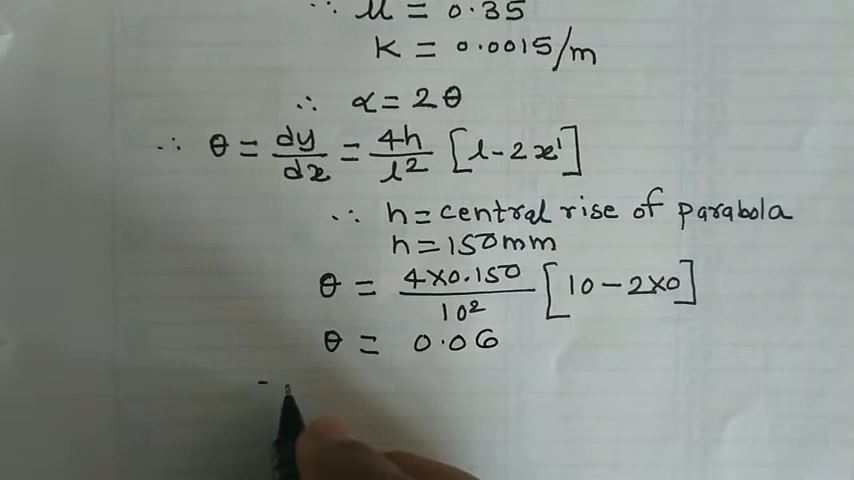 ∴ μ = 0.35
K = 0.0015/m
∴ α = 2θ
∴ θ = dy/dx = 4h/l² [l - 2x']
∴ h = central rise of parabola
h = 150mm
θ = 4×0.150/10² [10 - 2×0]
θ = 0.06